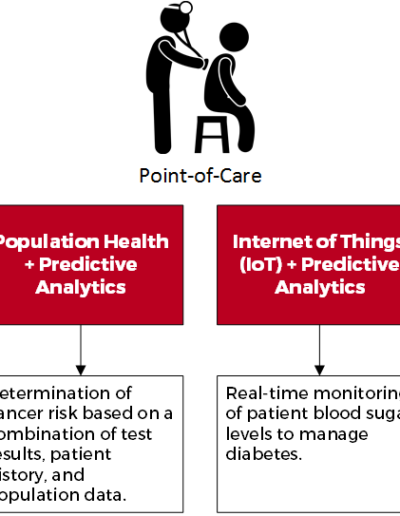 Point-of-Care
Population Health
+ Predictive
Analytics
Internet of Things
(IoT) + Predictive
Analytics
etermination of
ancer risk based on a
ombination of test
esults, patient
istory, and
opulation data.
Real-time monitoring
of patient blood suga
levels to manage
diabetes.